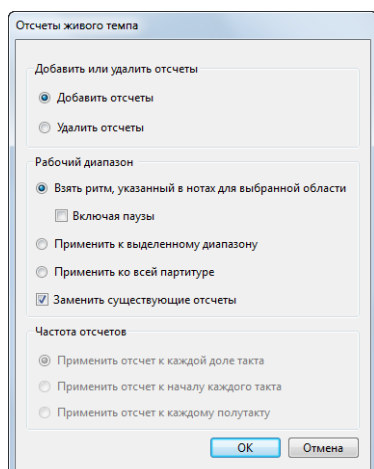 Отсчеты живого темпа
Добавить или удалить отсчеты
Добавить отсчеты
Удалить отсчеты
Рабочий диапазон
Взять ритм, указанный в нотах для выбранной области
Включая паузы
Применить к выделенному диапазону
Применить ко всей партитуре
Заменить существующие отсчеты
Частота отсчетов
Применить отсчет к каждой доле такта
Применить отсчет к началу каждого такта
Применить отсчет к каждому полутакту
OK Отмена